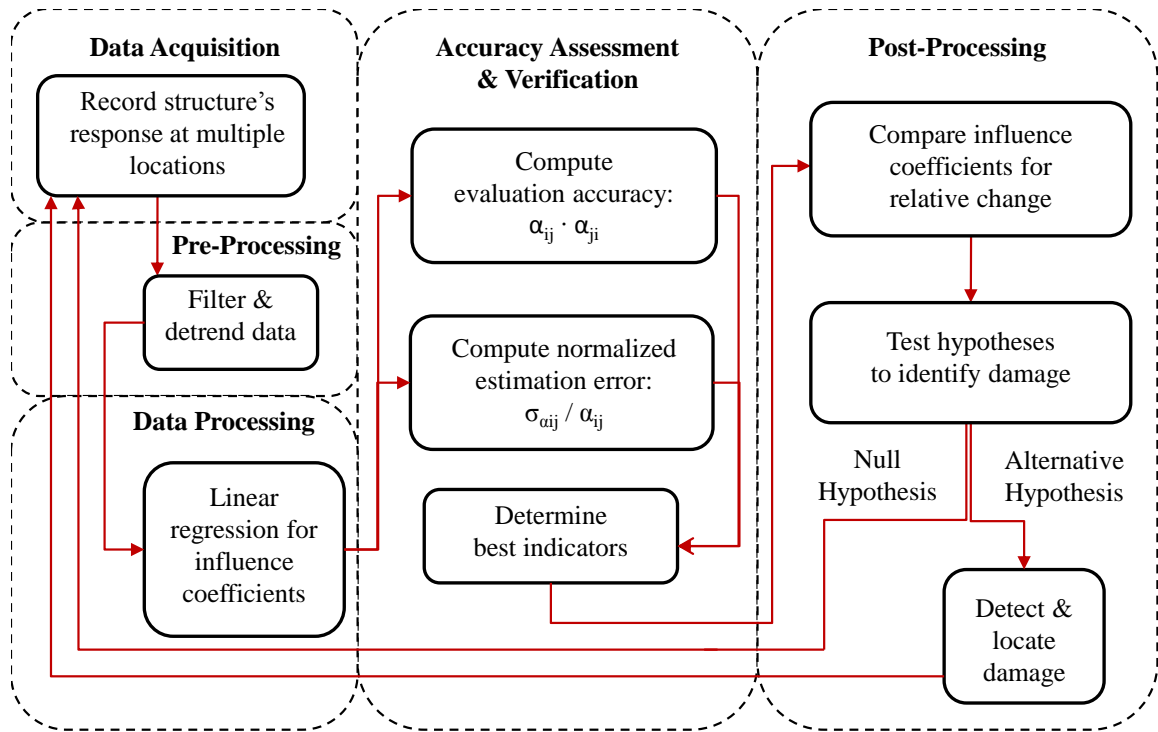 Data Acquisition
Record structure’s
response at multiple
locations
Pre-Processing
Filter &
detrend data
Data Processing
Linear
regression for
influence
coefficients
Accuracy Assessment
& Verification
Compute
evaluation accuracy:
αij · αji
Compute normalized
estimation error:
σαij / αij
Determine
best indicators
Post-Processing
Compare influence
coefficients for
relative change
Test hypotheses
to identify damage
Null
Hypothesis
Alternative
Hypothesis
Detect &
locate
damage